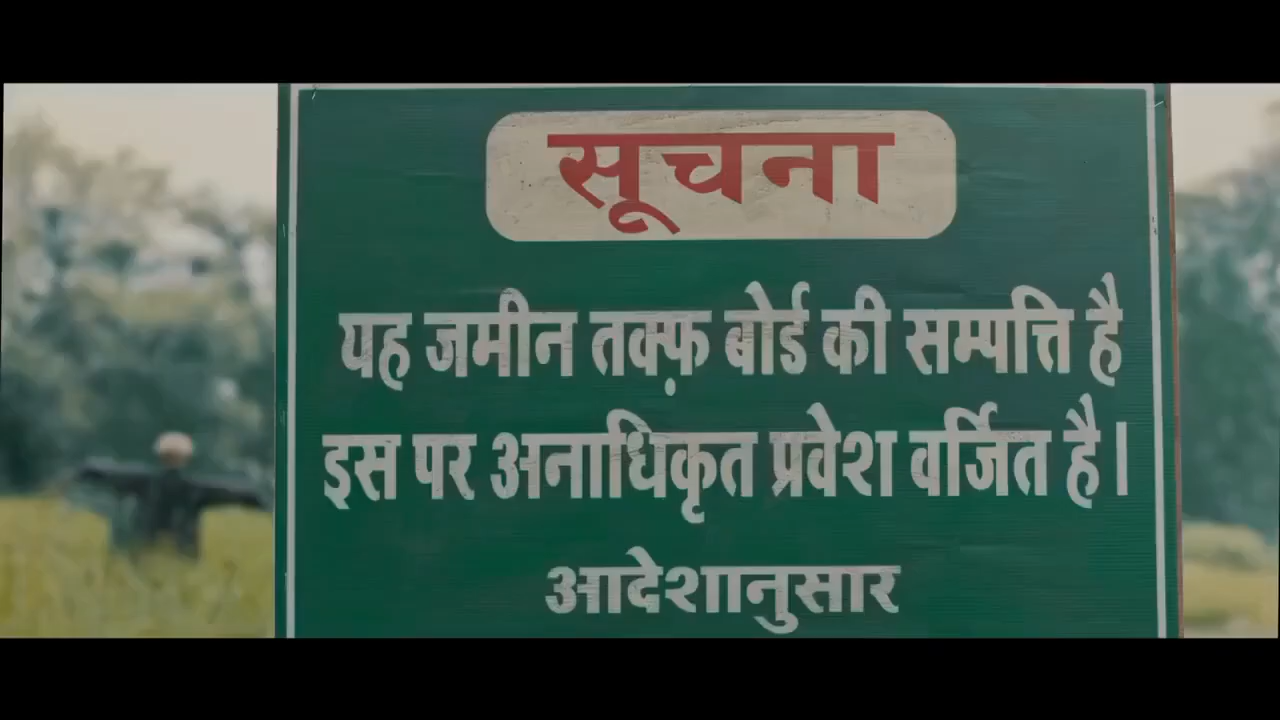 सूचना
यह जमीन तक्फ़ बोर्ड की सम्पत्ति है
इस पर अनाधिकृत प्रवेश वर्जित है।
आदेशानुसार